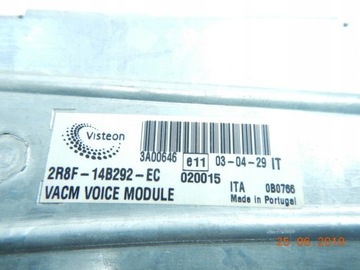 Visteon
3A00646 e11 03-04-29 IT
2R8F-14B292-EC 020015 ITA 0B0766
VACM VOICE MODULE Made in Portugal